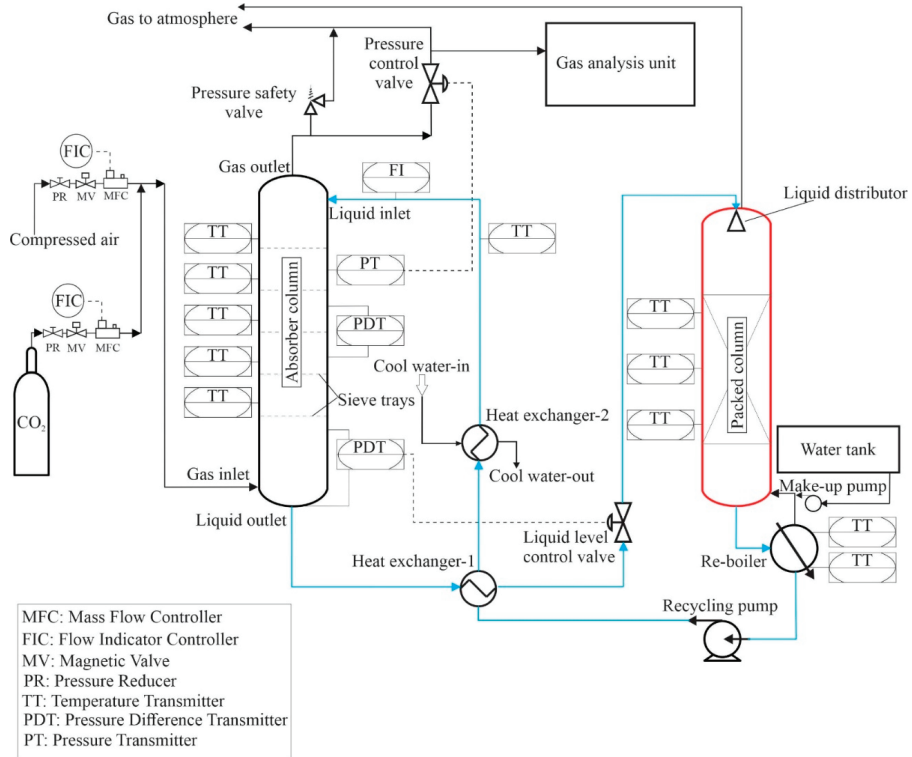 Gas to atmosphere
Pressure
control
valve
Gas analysis unit
Pressure safety
valve
FIC
PR
MV
MFC
Compressed air
Gas outlet
FI
Liquid inlet
Liquid distributor
TT
TT
TT
TT
TT
TT
PT
PDT
Absorber column
Sieve trays
FIC
PR
MV
MFC
CO2
Cool water-in
Heat exchanger-2
Cool water-out
PDT
TT
TT
TT
Packed column
Water tank
Make-up pump
Gas inlet
Liquid outlet
Liquid level
control valve
Heat exchanger-1
Re-boiler
TT
TT
Recycling pump
MFC: Mass Flow Controller
FIC: Flow Indicator Controller
MV: Magnetic Valve
PR: Pressure Reducer
TT: Temperature Transmitter
PDT: Pressure Difference Transmitter
PT: Pressure Transmitter